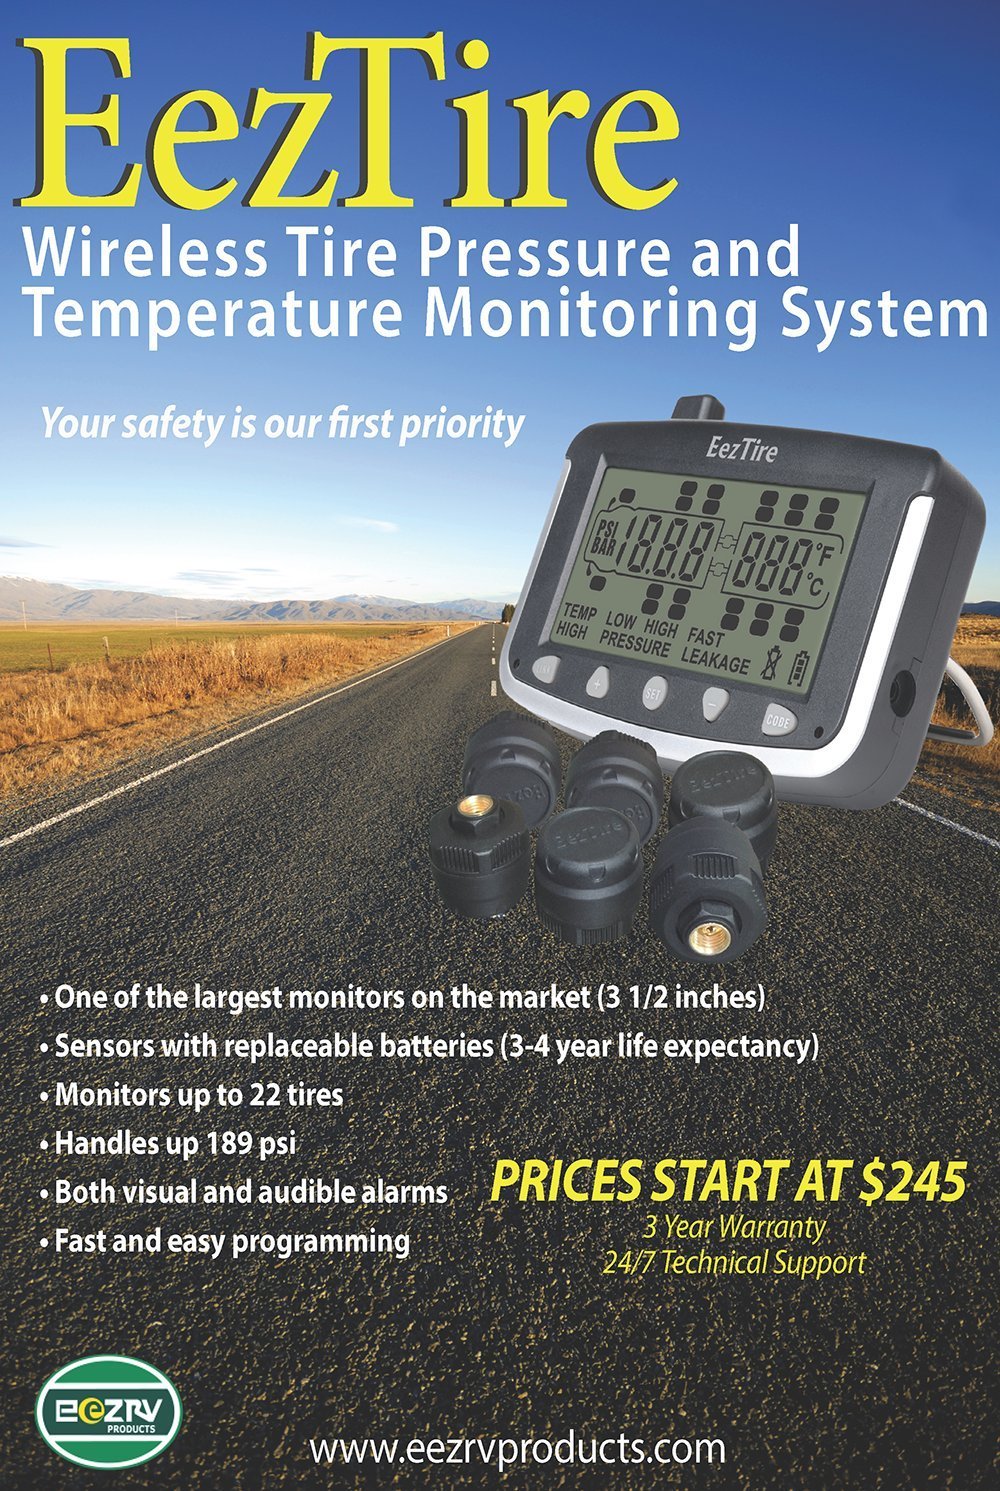 EezTire
Wireless Tire Pressure and
Temperature Monitoring System
Your safety is our first priority
EezTire
PSI
BAR
18.8.8
888
°F
°C
TEMP LOW HIGH FAST
HIGH PRESSURE LEAKAGE
+
SET
−
CODE
EezTire
EezTire
• One of the largest monitors on the market (3 1/2 inches)
• Sensors with replaceable batteries (3-4 year life expectancy)
• Monitors up to 22 tires
• Handles up 189 psi
• Both visual and audible alarms
• Fast and easy programming
PRICES START AT $245
3 Year Warranty
24/7 Technical Support
EezRV
PRODUCTS
www.eezrvproducts.com